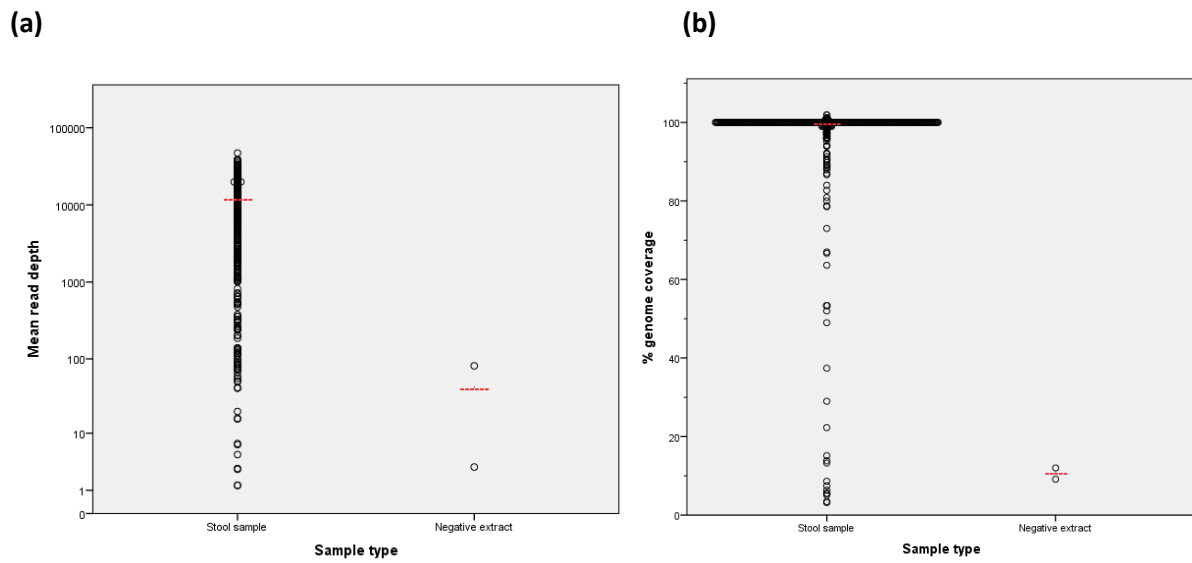 (a)
Mean read depth
100000
10000
1000
100
10
1
0
Stool sample
Negative extract
Sample type
(b)
% genome coverage
100
80
60
40
20
0
Stool sample
Negative extract
Sample type